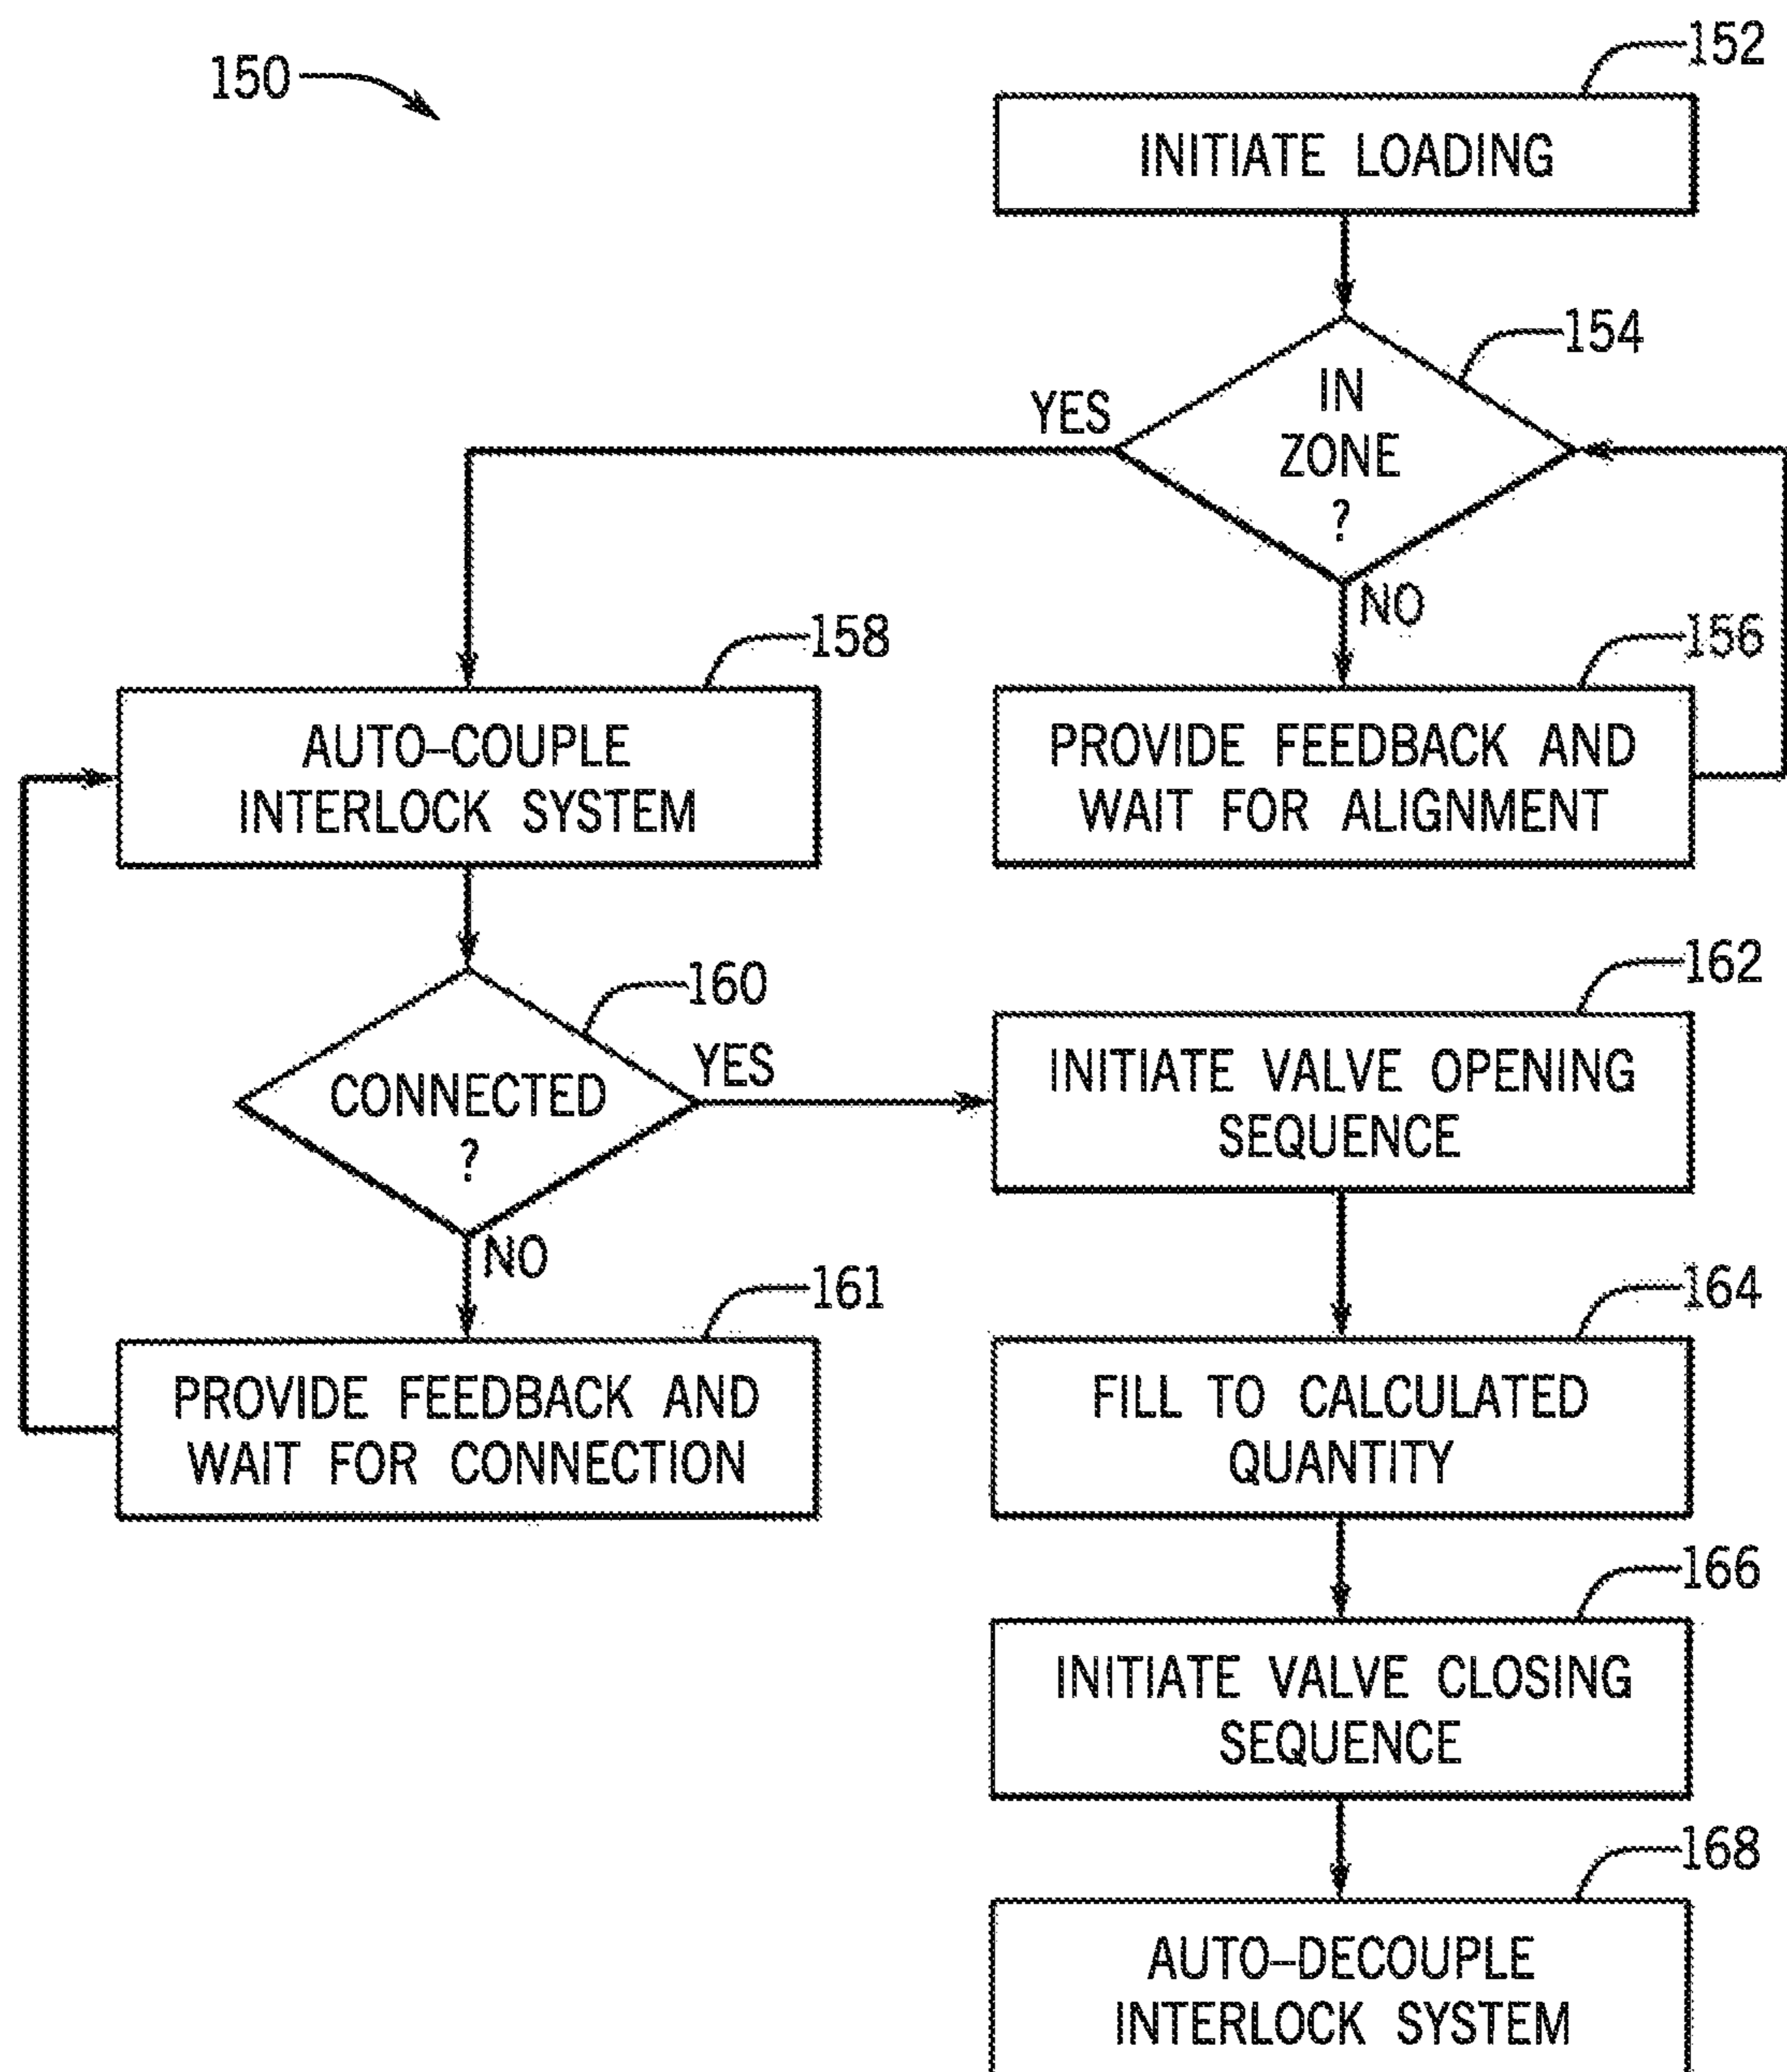 150
152
INITIATE LOADING
154
IN
ZONE
?
YES
NO
156
PROVIDE FEEDBACK AND
WAIT FOR ALIGNMENT
158
AUTO-COUPLE
INTERLOCK SYSTEM
160
CONNECTED
?
YES
NO
161
PROVIDE FEEDBACK AND
WAIT FOR CONNECTION
162
INITIATE VALVE OPENING
SEQUENCE
164
FILL TO CALCULATED
QUANTITY
166
INITIATE VALVE CLOSING
SEQUENCE
168
AUTO-DECOUPLE
INTERLOCK SYSTEM